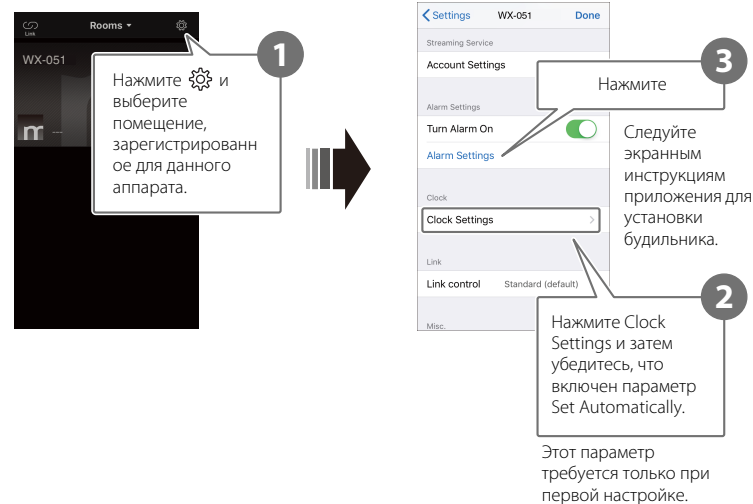 Link
Rooms
WX-051
m ---
1
Нажмите и
выберите
помещение,
зарегистрированн
ое для данного
аппарата.
Settings WX-051 Done
Streaming Service
Account Settings
Alarm Settings
Turn Alarm On
Alarm Settings
Clock
Clock Settings
Link
Link control Standard (default)
Misc.
3
Нажмите
Следуйте
экранным
инструкциям
приложения для
установки
будильника.
2
Нажмите Clock
Settings и затем
убедитесь, что
включен параметр
Set Automatically.
Этот параметр
требуется только при
первой настройке.